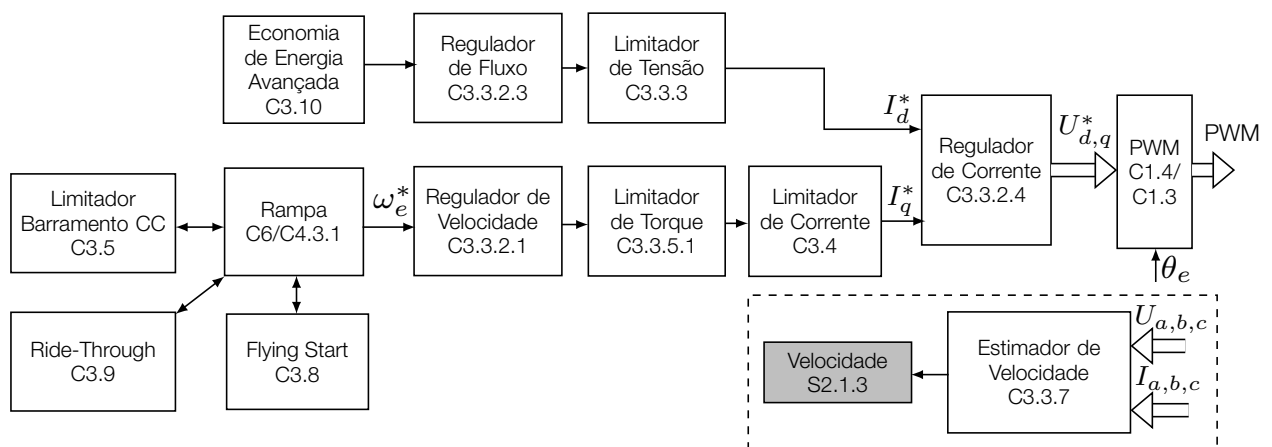 Economia
de Energia
Avançada
C3.10
Regulador
de Fluxo
C3.3.2.3
Limitador
de Tensão
C3.3.3
I*d
Regulador
de Corrente
C3.3.2.4
U*d,q
PWM
C1.4/
C1.3
PWM
θe
Limitador
Barramento CC
C3.5
Rampa
C6/C4.3.1
ω*e
Regulador de
Velocidade
C3.3.2.1
Limitador
de Torque
C3.3.5.1
Limitador
de Corrente
C3.4
I*q
Ride-Through
C3.9
Flying Start
C3.8
Velocidade
S2.1.3
Estimador de
Velocidade
C3.3.7
Ua,b,c
Ia,b,c